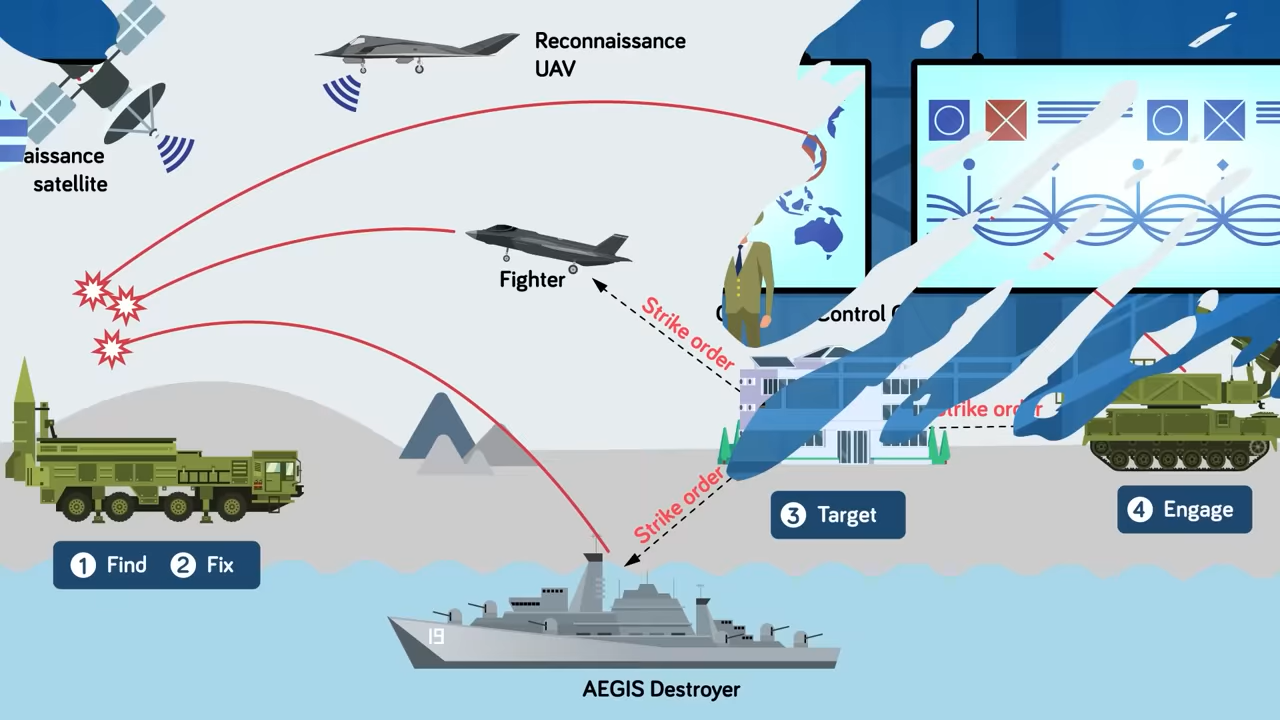 Reconnaissance
UAV
aissance
satellite
Fighter
Control
Strike order
Strike order
Strike order
3 Target
4 Engage
1 Find 2 Fix
19
AEGIS Destroyer